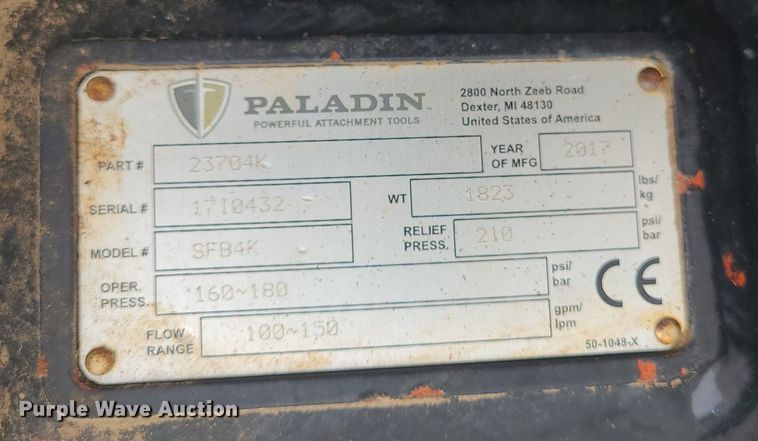 PALADIN
POWERFUL ATTACHMENT TOOLS
2800 North Zeeb Road
Dexter, MI 48130
United States of America
PART # 23704K
YEAR OF MFG 2017
SERIAL # 17I0432
WT 1823 lbs/ kg
MODEL # SFB4K
RELIEF PRESS. 210 psi/ bar
OPER. PRESS. 160~180 psi/ bar
FLOW RANGE 100~130 gpm/ lpm
CE
50-1048-X
Purple Wave Auction